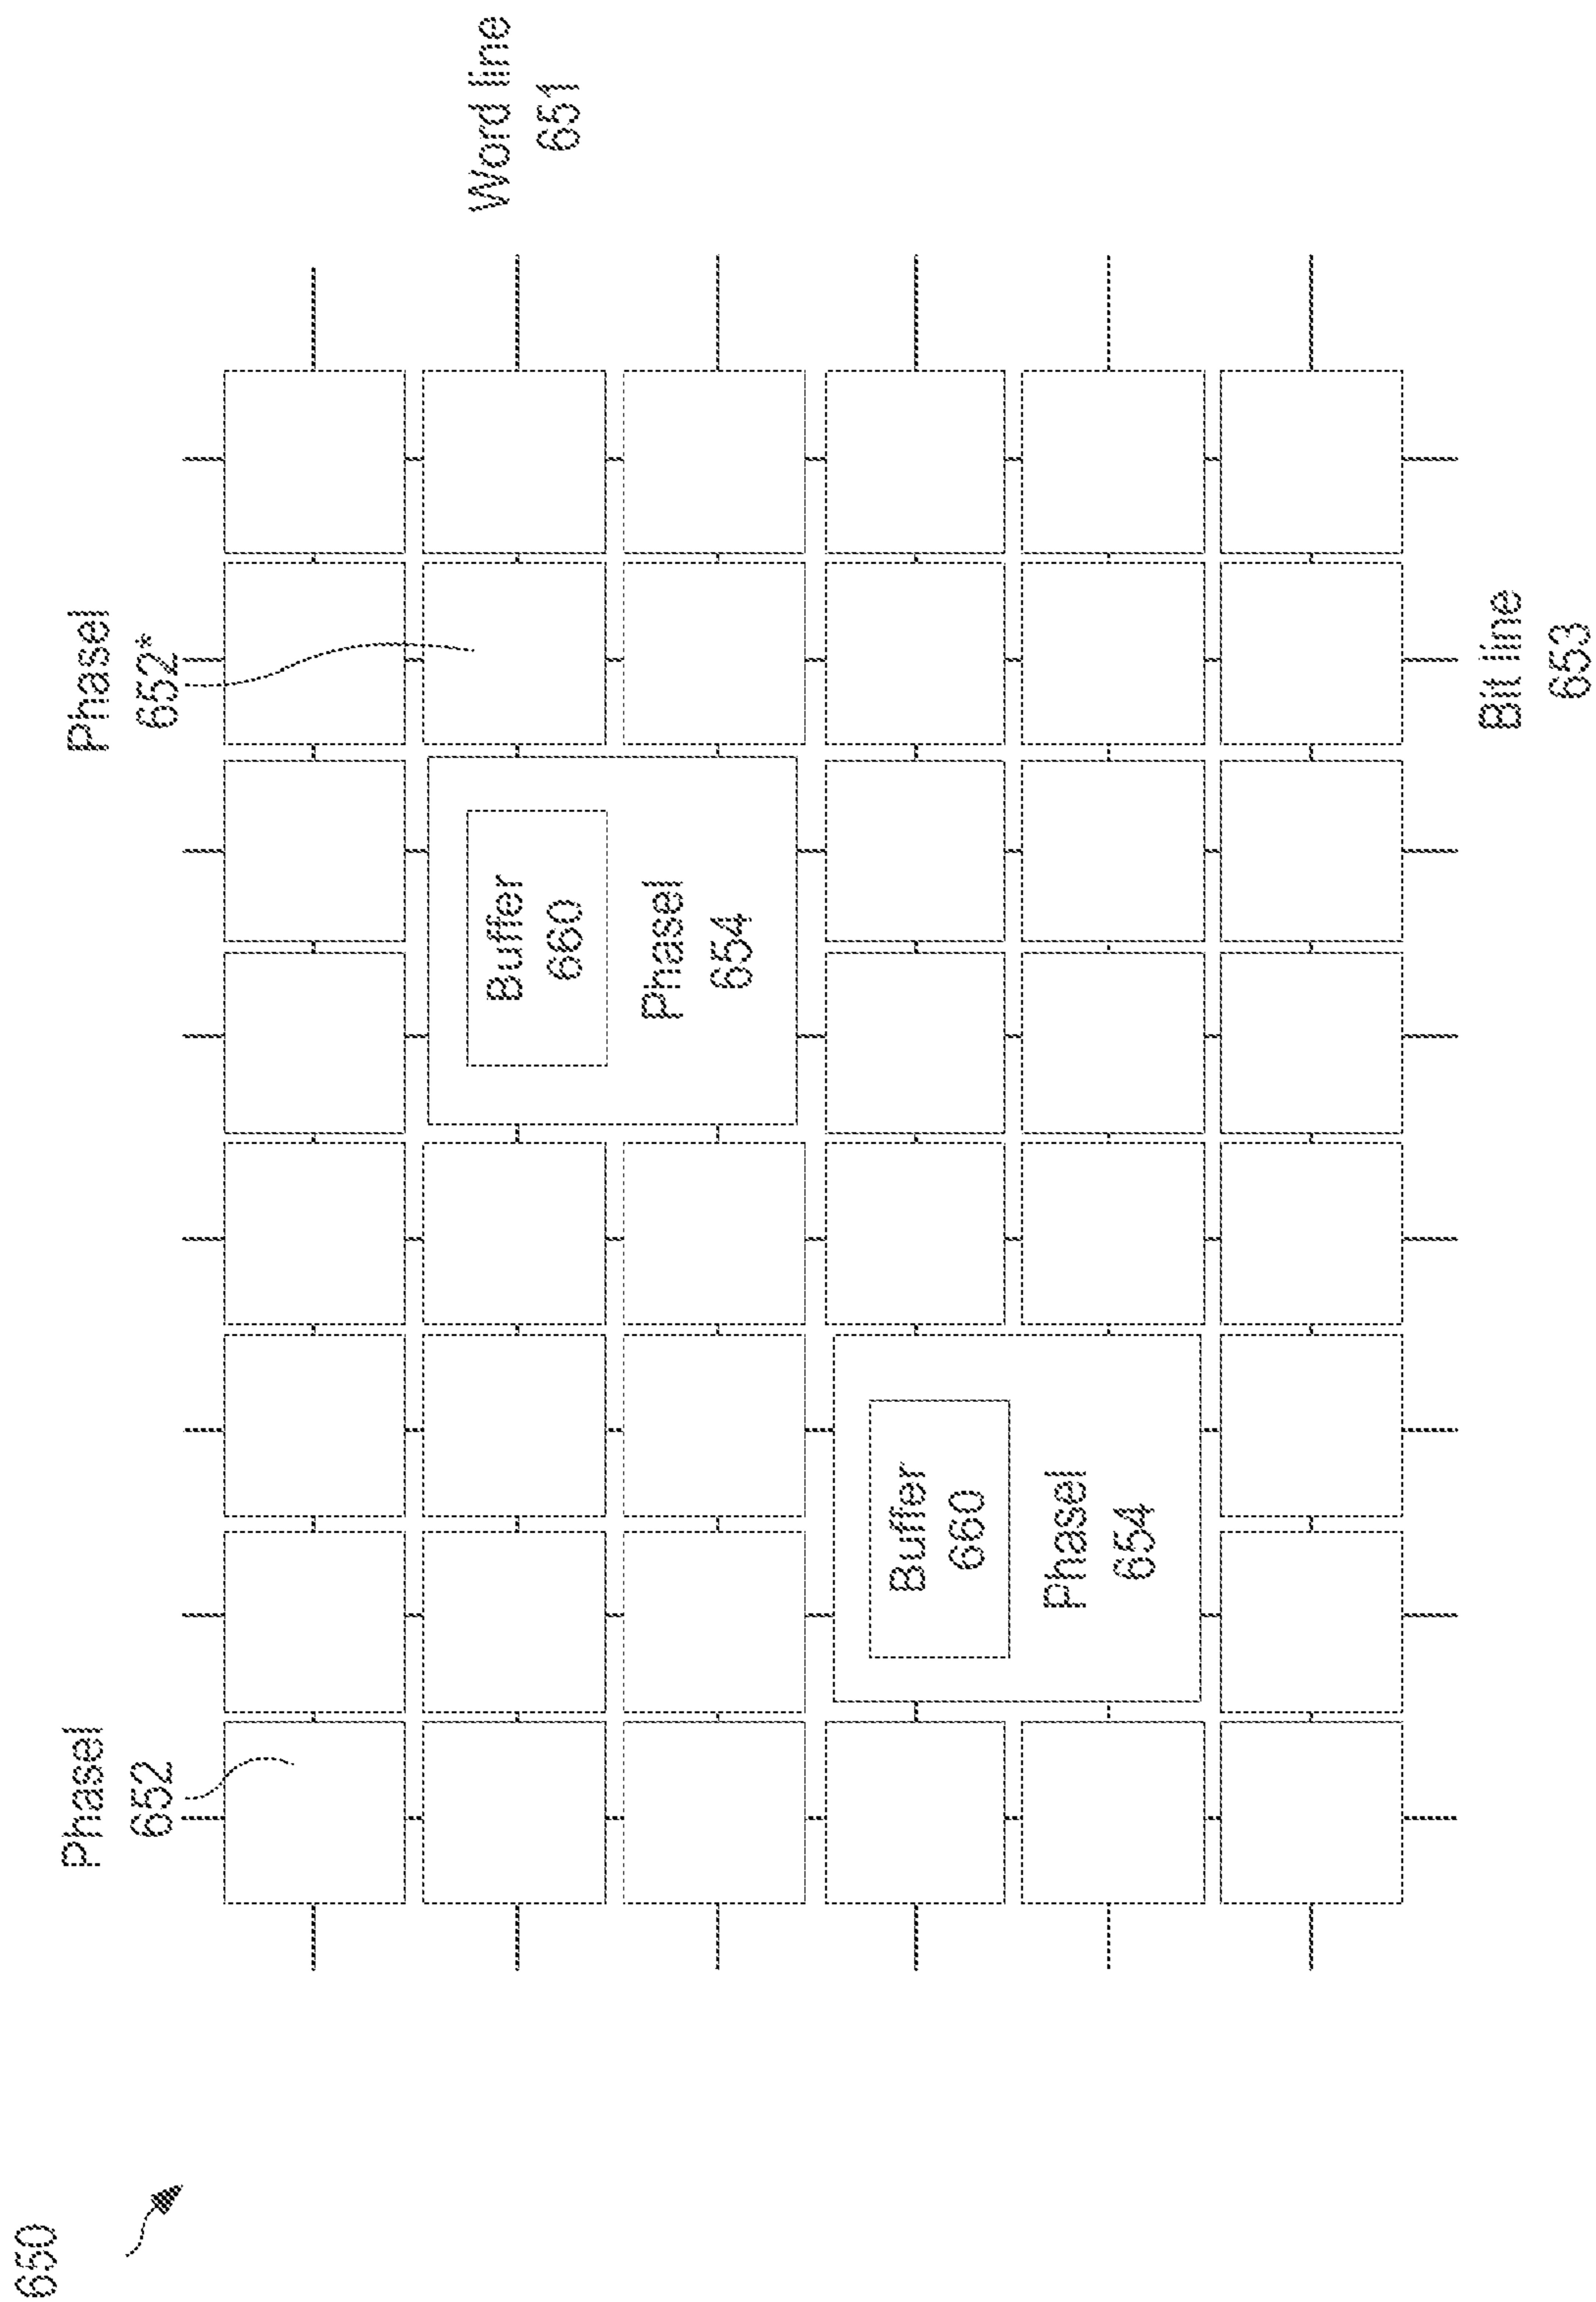 650
Phasel
652
Phasel
652*
Word line
651
Buffer
660
Phasel
654
Buffer
660
Phasel
654
Bit line
653